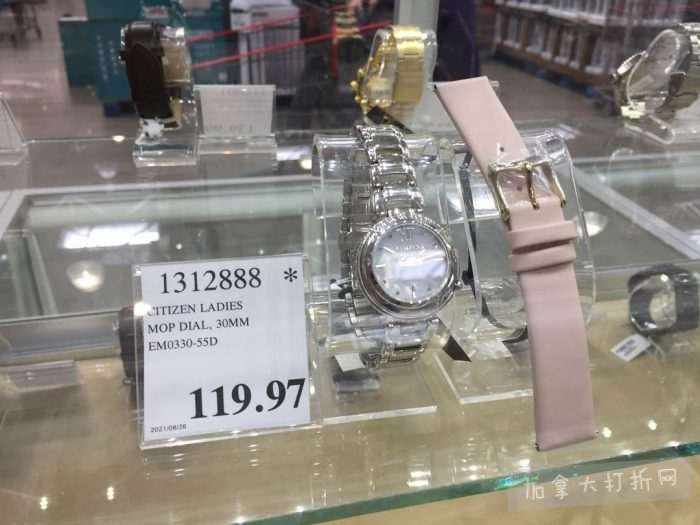 1312888 *
CITIZEN LADIES
MOP DIAL, 30MM
EM0330-55D
119.97
2021/08/26
加拿大打折网